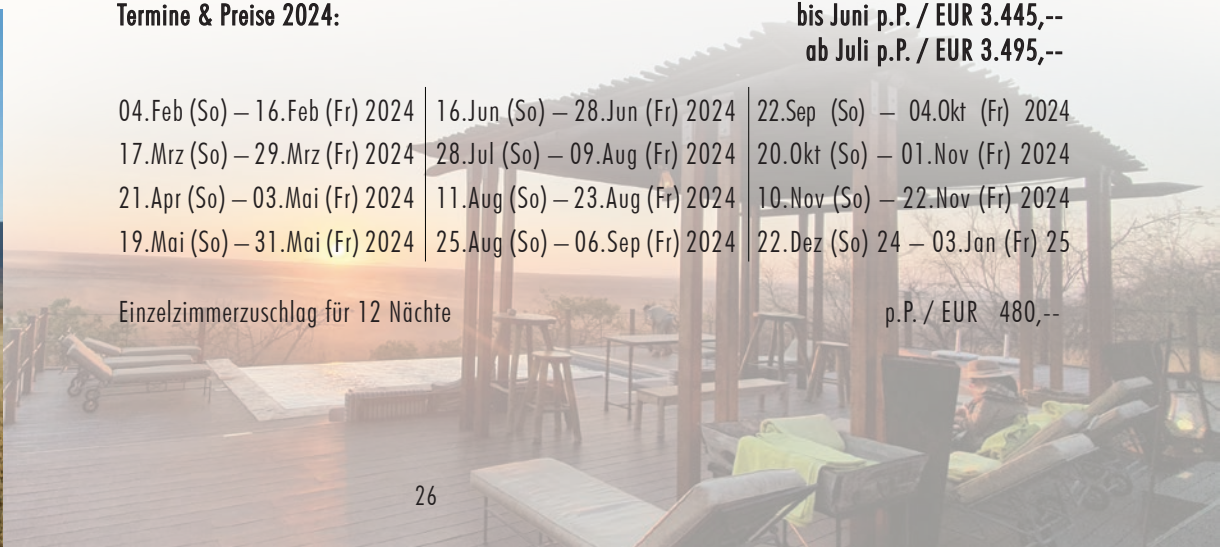 Termine & Preise 2024: bis Juni p.P. / EUR 3.445,--
ab Juli p.P. / EUR 3.495,--
04.Feb (So) – 16.Feb (Fr) 2024 16.Jun (So) – 28.Jun (Fr) 2024 22.Sep (So) – 04.Okt (Fr) 2024
17.Mrz (So) – 29.Mrz (Fr) 2024 28.Jul (So) – 09.Aug (Fr) 2024 20.Okt (So) – 01.Nov (Fr) 2024
21.Apr (So) – 03.Mai (Fr) 2024 11.Aug (So) – 23.Aug (Fr) 2024 10.Nov (So) – 22.Nov (Fr) 2024
19.Mai (So) – 31.Mai (Fr) 2024 25.Aug (So) – 06.Sep (Fr) 2024 22.Dez (So) 24 – 03.Jan (Fr) 25
Einzelzimmerzuschlag für 12 Nächte p.P. / EUR 480,--
26